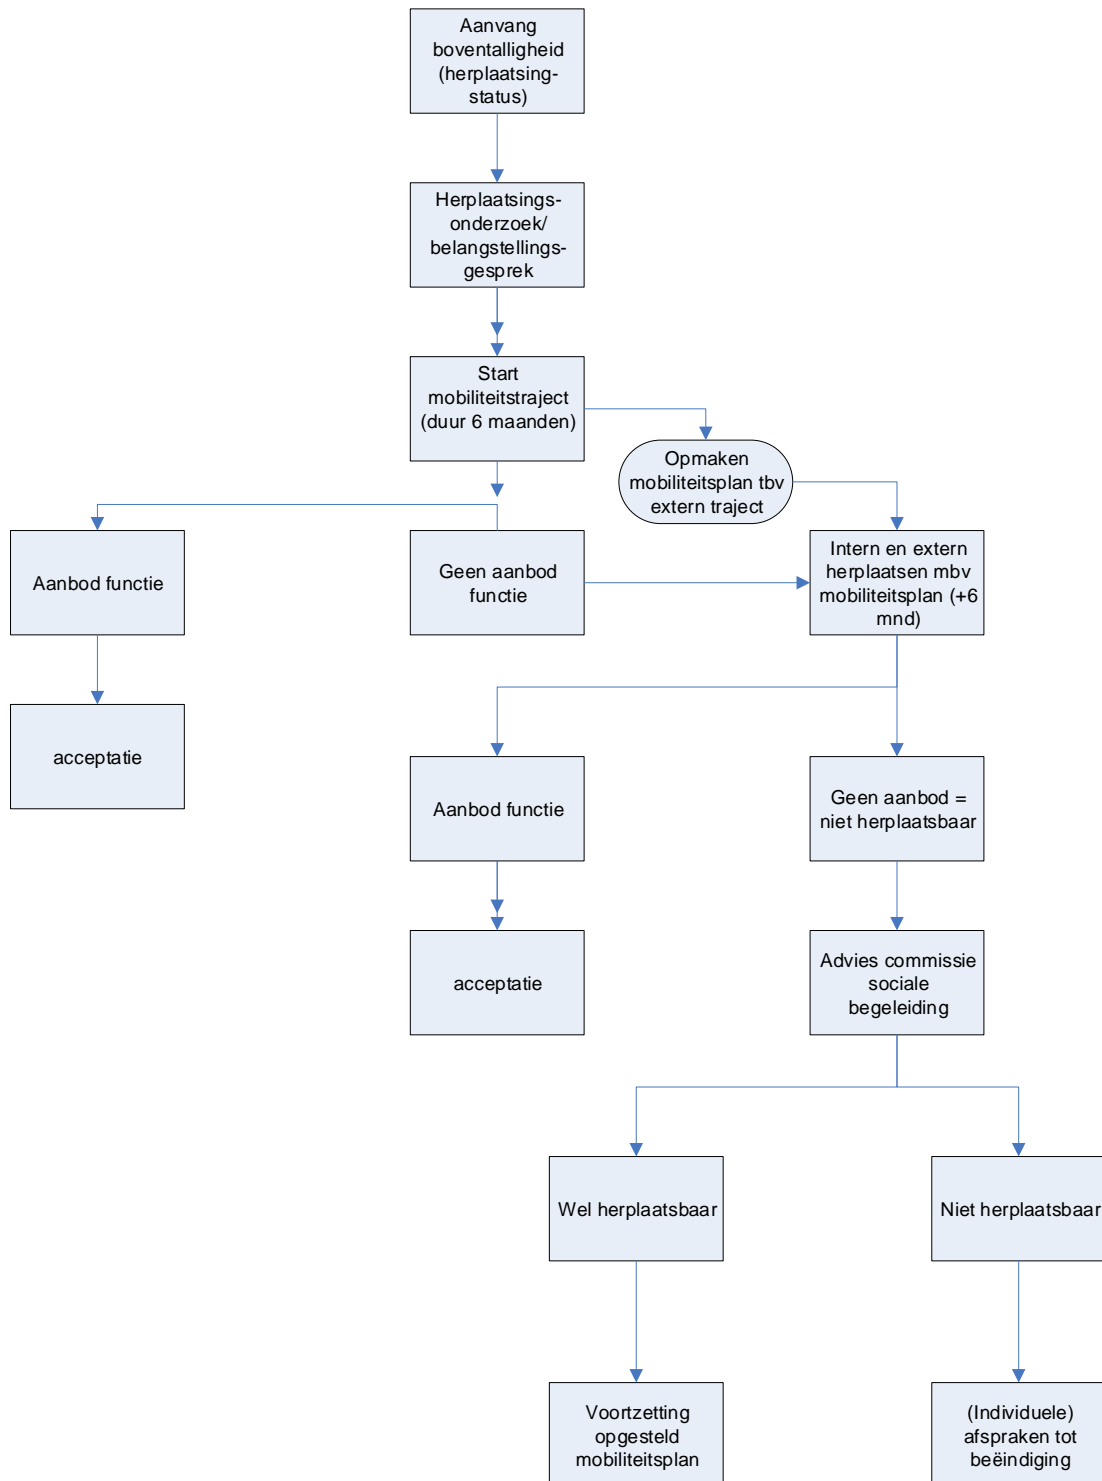 Aanvang
boventalligheid
(herplaatsing-
status)
Herplaatsings-
onderzoek/
belangstellings-
gesprek
Start
mobiliteitstraject
(duur 6 maanden)
Opmaken
mobiliteitsplan tbv
extern traject
Aanbod functie
Geen aanbod
functie
Intern en extern
herplaatsen mbv
mobiliteitsplan (+6
mnd)
acceptatie
Aanbod functie
Geen aanbod =
niet herplaatsbaar
acceptatie
Advies commissie
sociale
begeleiding
Wel herplaatsbaar
Niet herplaatsbaar
Voortzetting
opgesteld
mobiliteitsplan
(Individuele)
afspraken tot
beëindiging